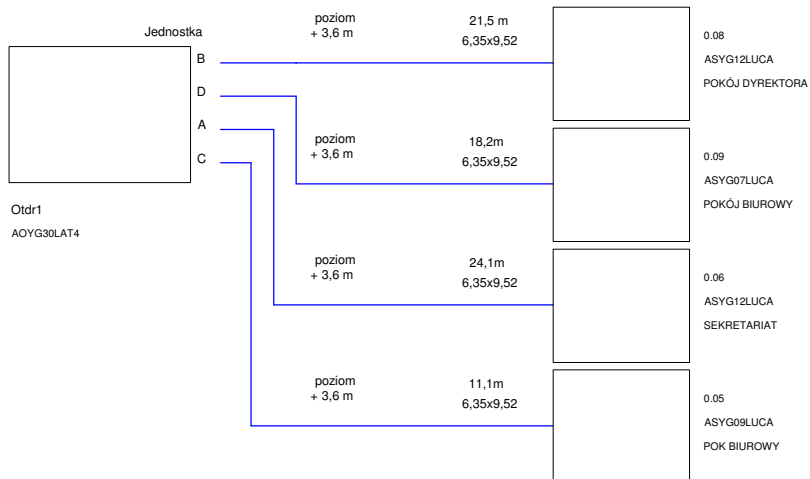 Jednostka
B
D
A
C
Otdr1
AOYG30LAT4
poziom
+ 3,6 m
21,5 m
6,35x9,52
0.08
ASYG12LUCA
POKÓJ DYREKTORA
poziom
+ 3,6 m
18,2m
6,35x9,52
0.09
ASYG07LUCA
POKÓJ BIUROWY
poziom
+ 3,6 m
24,1m
6,35x9,52
0.06
ASYG12LUCA
SEKRETARIAT
poziom
+ 3,6 m
11,1m
6,35x9,52
0.05
ASYG09LUCA
POK BIUROWY